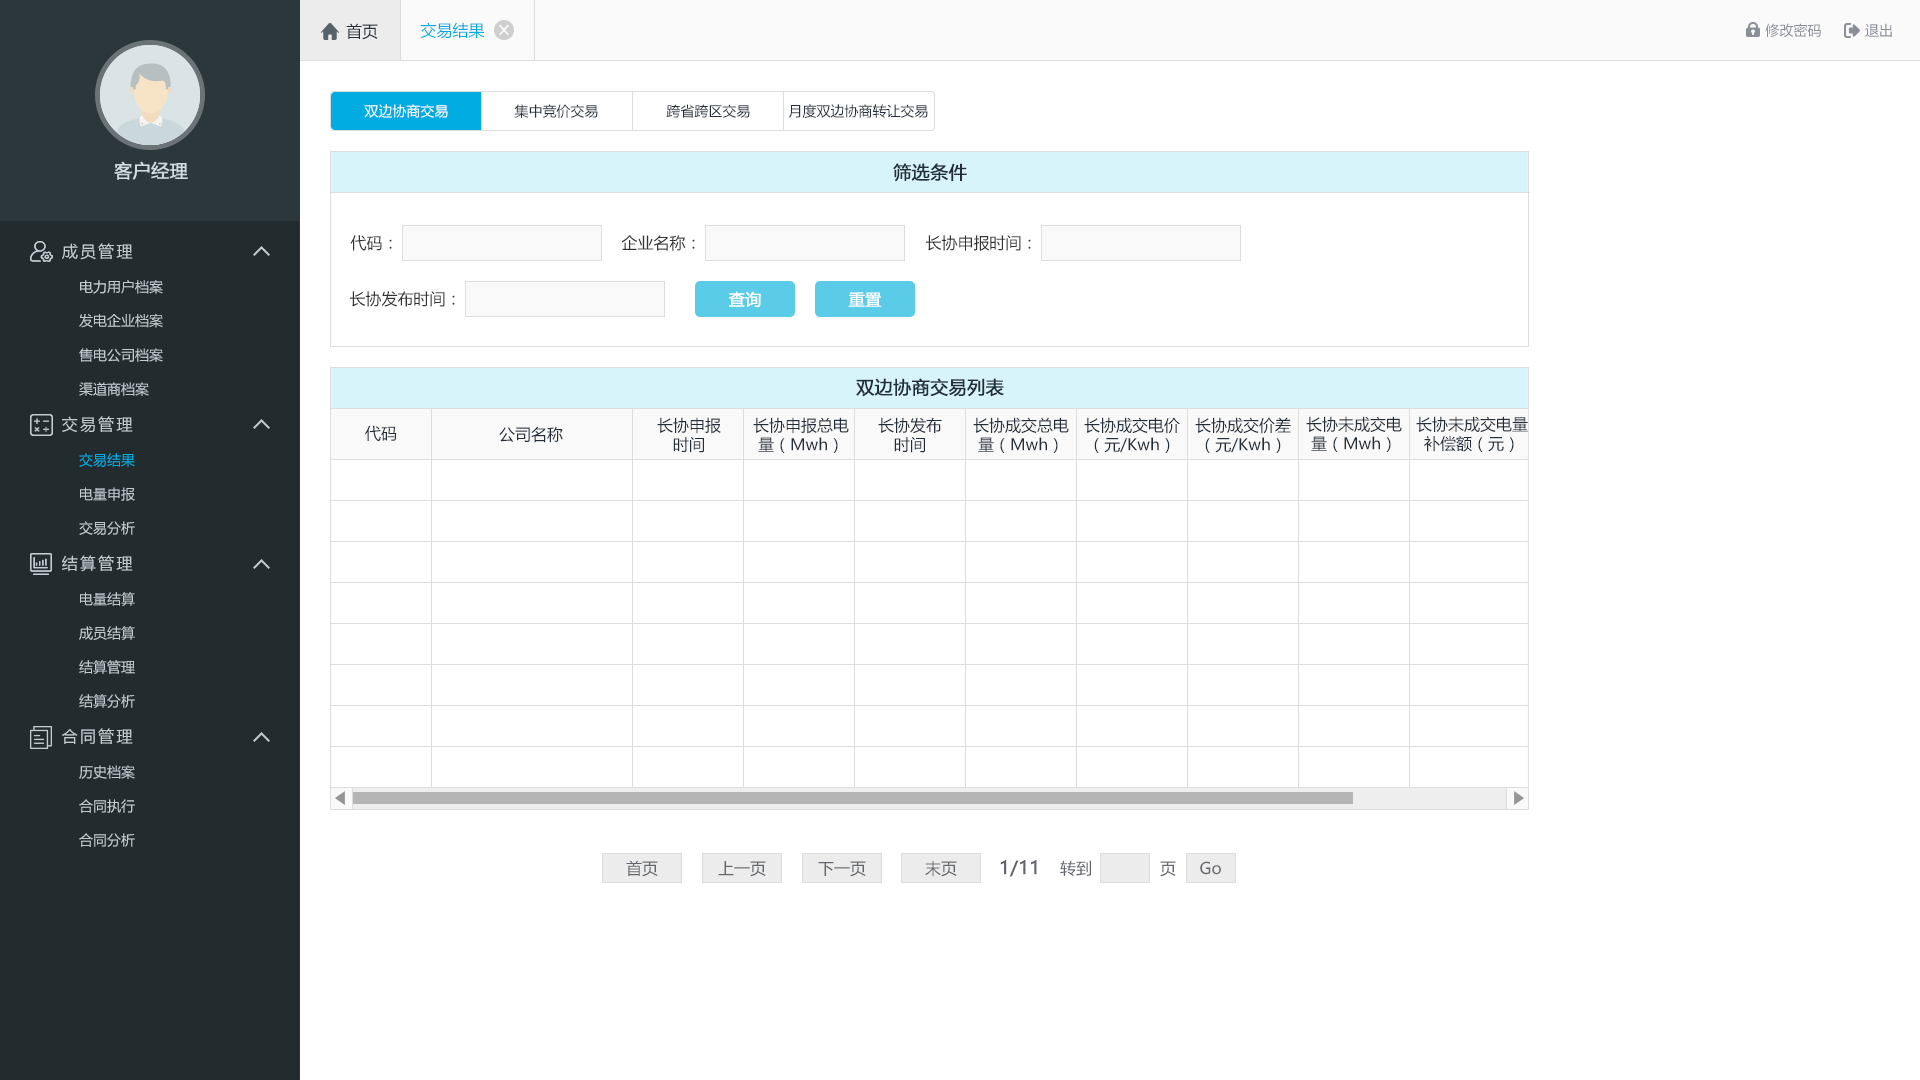 首页
交易结果
修改密码
退出
客户经理
成员管理
电力用户档案
发电企业档案
售电公司档案
渠道商档案
交易管理
交易结果
电量申报
交易分析
结算管理
电量结算
成员结算
结算管理
结算分析
合同管理
历史档案
合同执行
合同分析
双边协商交易
集中竞价交易
跨省跨区交易
月度双边协商转让交易
筛选条件
代码：
企业名称：
长协申报时间：
长协发布时间：
查询
重置
双边协商交易列表
代码
公司名称
长协申报
时间
长协申报总电
量（Mwh）
长协发布
时间
长协成交总电
量（Mwh）
长协成交电价
（元/Kwh）
长协成交价差
（元/Kwh）
长协未成交电
量（Mwh）
长协未成交电量
补偿额（元）
首页
上一页
下一页
末页
1/11
转到
页
Go